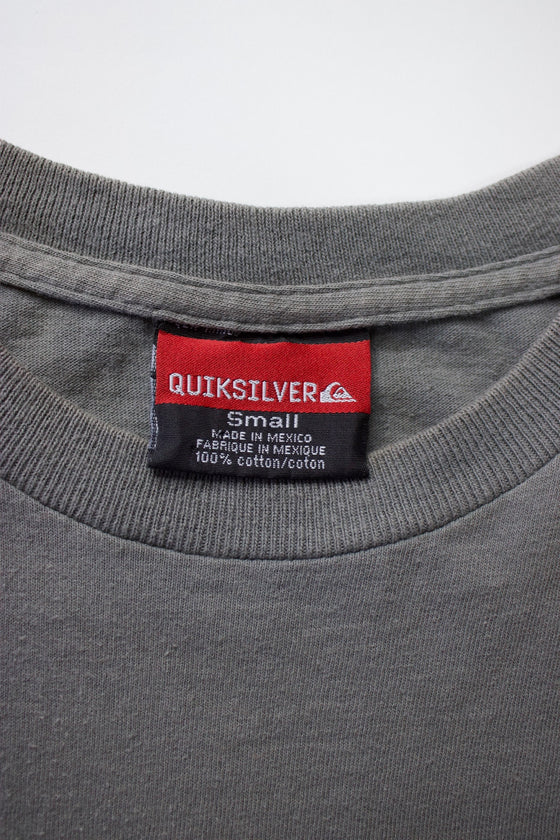 QUIKSILVER
Small
MADE IN MEXICO
FABRIQUE IN MEXIQUE
100% cotton/coton